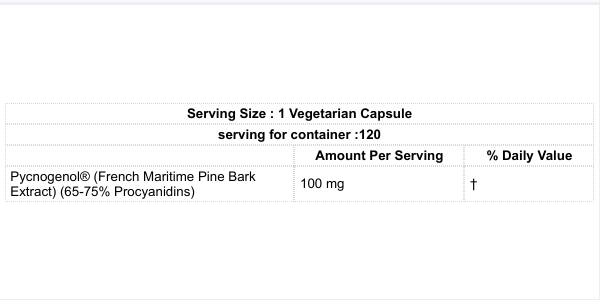 Serving Size : 1 Vegetarian Capsule
serving for container :120
Amount Per Serving % Daily Value
Pycnogenol® (French Maritime Pine Bark
Extract) (65-75% Procyanidins)
100 mg
†